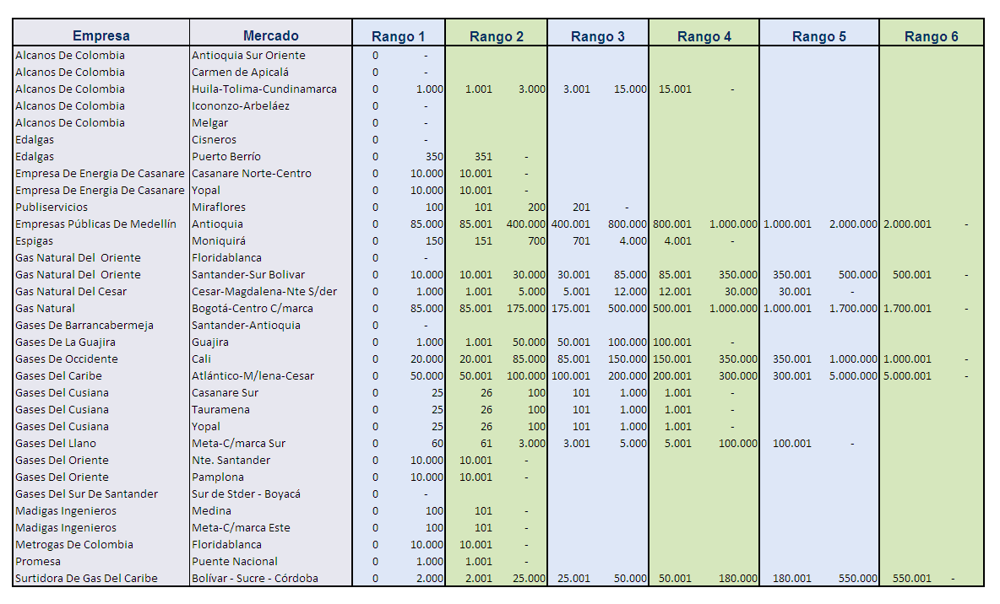 Empresa Mercado Rango 1 Rango 2 Rango 3 Rango 4 Rango 5 Rango 6
Alcanos De Colombia Antioquia Sur Oriente 0 -
Alcanos De Colombia Carmen de Apicalá 0 -
Alcanos De Colombia Huila-Tolima-Cundinamarca 0 1.000 1.001 3.000 3.001 15.000 15.001 -
Alcanos De Colombia Icononzo-Arbeláez 0 -
Alcanos De Colombia Melgar 0 -
Edalgas Cisneros 0 -
Edalgas Puerto Berrío 0 350 351 -
Empresa De Energia De Casanare Casanare Norte-Centro 0 10.000 10.001 -
Empresa De Energia De Casanare Yopal 0 10.000 10.001 -
Publiservicios Miraflores 0 100 101 200 201 -
Empresas Públicas De Medellín Antioquia 0 85.000 85.001 400.000 400.001 800.000 800.001 1.000.000 1.000.001 2.000.000 2.000.001 -
Espigas Moniquirá 0 150 151 700 701 4.000 4.001 -
Gas Natural Del Oriente Floridablanca 0 -
Gas Natural Del Oriente Santander-Sur Bolivar 0 10.000 10.001 30.000 30.001 85.000 85.001 350.000 350.001 500.000 500.001 -
Gas Natural Del Cesar Cesar-Magdalena-Nte S/der 0 1.000 1.001 5.000 5.001 12.000 12.001 30.000 30.001 -
Gas Natural Bogotá-Centro C/marca 0 85.000 85.001 175.000 175.001 500.000 500.001 1.000.000 1.000.001 1.700.000 1.700.001 -
Gases De Barrancabermeja Santander-Antioquia 0 -
Gases De La Guajira Guajira 0 1.000 1.001 50.000 50.001 100.000 100.001 -
Gases De Occidente Cali 0 20.000 20.001 85.000 85.001 150.000 150.001 350.000 350.001 1.000.000 1.000.001 -
Gases Del Caribe Atlántico-M/lena-Cesar 0 50.000 50.001 100.000 100.001 200.000 200.001 300.000 300.001 5.000.000 5.000.001 -
Gases Del Cusiana Casanare Sur 0 25 26 100 101 1.000 1.001 -
Gases Del Cusiana Tauramena 0 25 26 100 101 1.000 1.001 -
Gases Del Cusiana Yopal 0 25 26 100 101 1.000 1.001 -
Gases Del Llano Meta-C/marca Sur 0 60 61 3.000 3.001 5.000 5.001 100.000 100.001 -
Gases Del Oriente Nte. Santander 0 10.000 10.001 -
Gases Del Oriente Pamplona 0 10.000 10.001 -
Gases Del Sur De Santander Sur de Stder - Boyacá 0 -
Madigas Ingenieros Medina 0 100 101 -
Madigas Ingenieros Meta-C/marca Este 0 100 101 -
Metrogas De Colombia Floridablanca 0 10.000 10.001 -
Promesa Puente Nacional 0 1.000 1.001 -
Surtidora De Gas Del Caribe Bolívar - Sucre - Córdoba 0 2.000 2.001 25.000 25.001 50.000 50.001 180.000 180.001 550.000 550.001 -